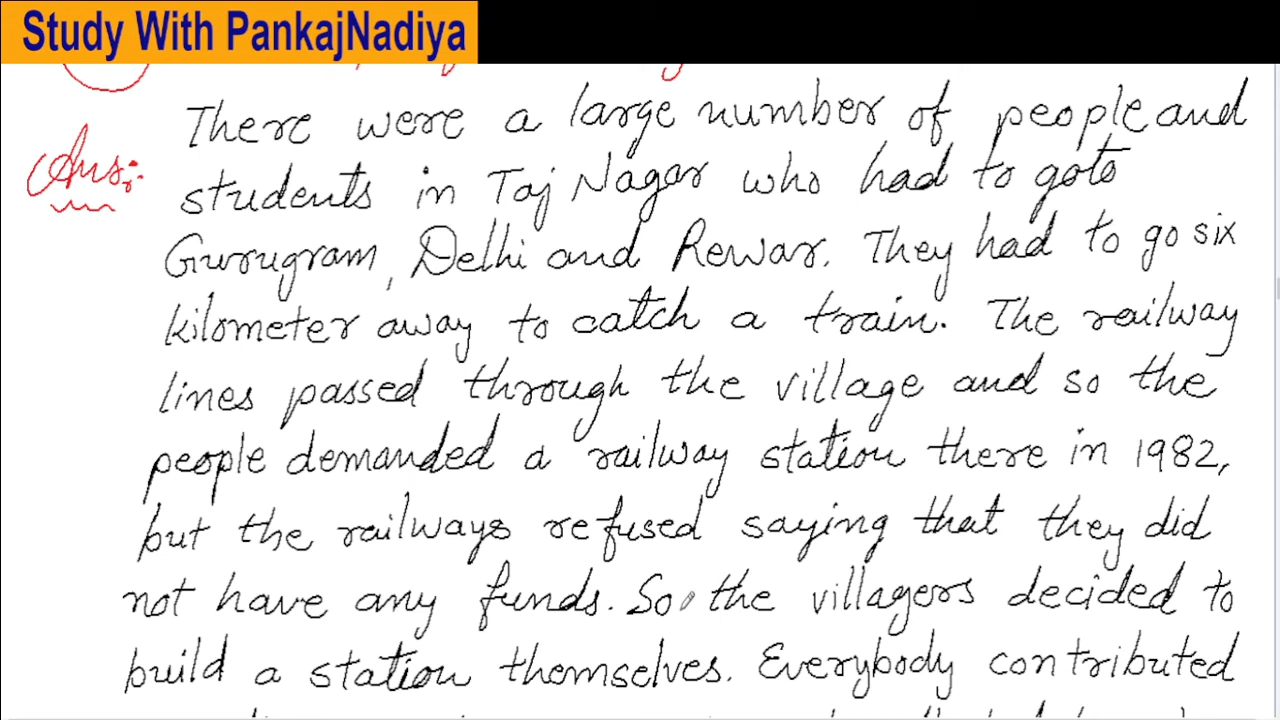 Study With PankajNadiya
There were a large number of people and
Ans:
students in Taj Nagar who had to goto
Gurugram, Delhi and Rewar. They had to go six
kilometer away to catch a train. The railway
lines passed through the village and so the
people demanded a railway station there in 1982,
but the railways refused saying that they did
not have any funds. So the villagers decided to
build a station themselves. Everybody contributed